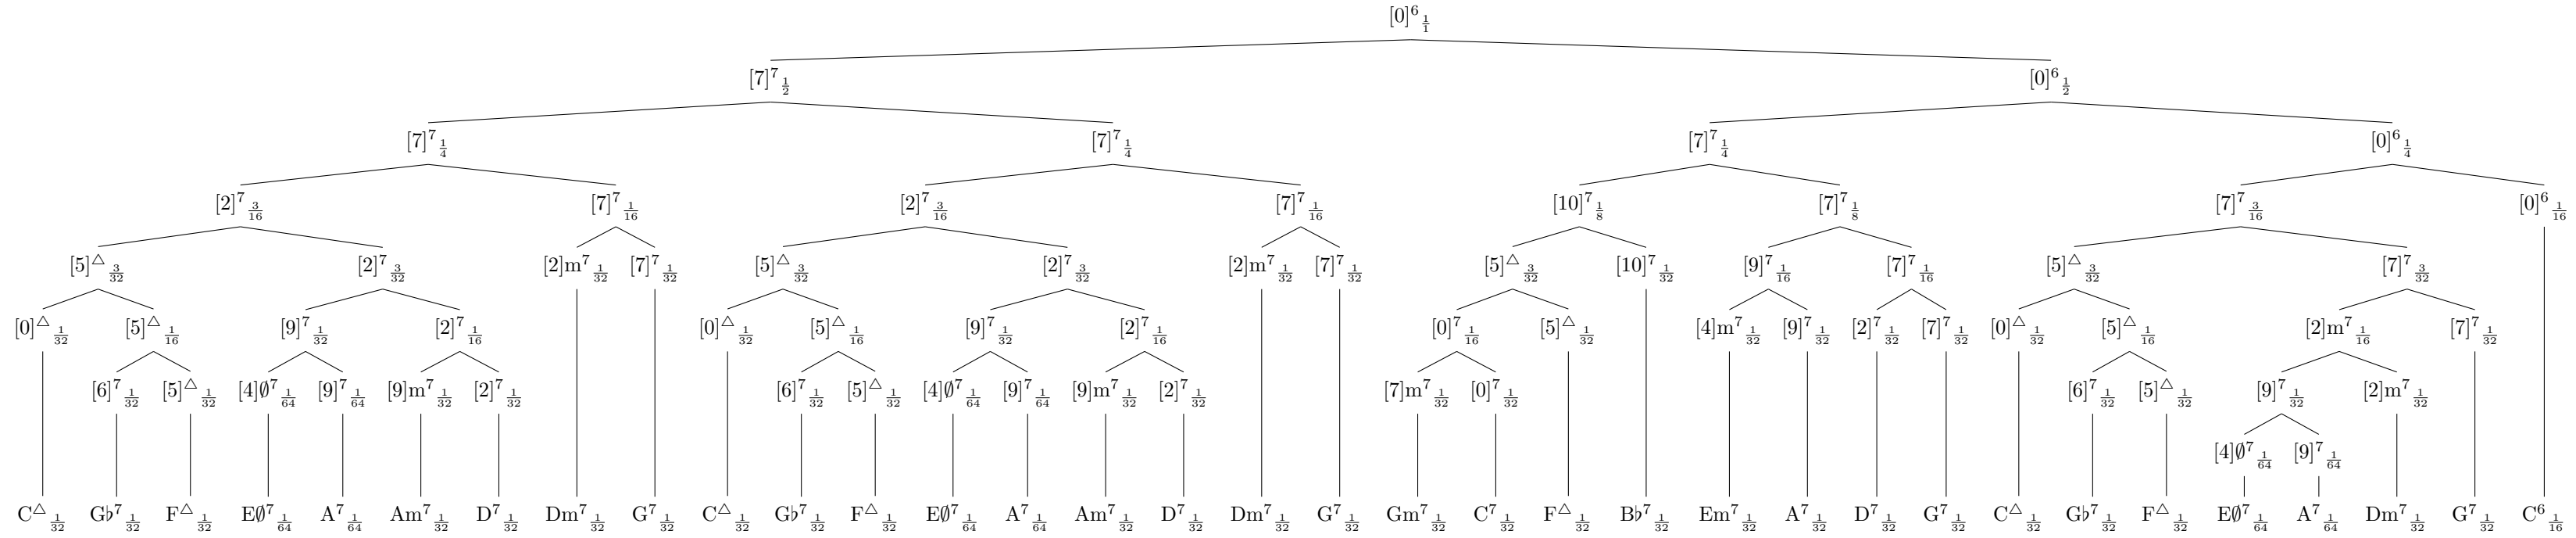 [0]⁶ 1/1
[7]⁷ 1/2 [0]⁶ 1/2
[7]⁷ 1/4 [7]⁷ 1/4 [7]⁷ 1/4 [0]⁶ 1/4
[2]⁷ 3/16 [7]⁷ 1/16 [2]⁷ 3/16 [7]⁷ 1/16 [10]⁷ 1/8 [7]⁷ 1/8 [7]⁷ 3/16 [0]⁶ 1/16
[5]△ 3/32 [2]⁷ 3/32 [2]m⁷ 1/32 [7]⁷ 1/32 [5]△ 3/32 [2]⁷ 3/32 [2]m⁷ 1/32 [7]⁷ 1/32 [5]△ 3/32 [10]⁷ 1/32 [9]⁷ 1/16 [7]⁷ 1/16 [5]△ 3/32 [7]⁷ 3/32
[0]△ 1/32 [5]△ 1/16 [9]⁷ 1/32 [2]⁷ 1/16 [0]△ 1/32 [5]△ 1/16 [9]⁷ 1/32 [2]⁷ 1/16 [0]⁷ 1/16 [5]△ 1/32 [4]m⁷ 1/32 [9]⁷ 1/32 [2]⁷ 1/32 [7]⁷ 1/32 [0]△ 1/32 [5]△ 1/16 [2]m⁷ 1/16 [7]⁷ 1/32
[6]⁷ 1/32 [5]△ 1/32 [4]∅⁷ 1/64 [9]⁷ 1/64 [9]m⁷ 1/32 [2]⁷ 1/32 [6]⁷ 1/32 [5]△ 1/32 [4]∅⁷ 1/64 [9]⁷ 1/64 [9]m⁷ 1/32 [2]⁷ 1/32 [7]m⁷ 1/32 [0]⁷ 1/32 [6]⁷ 1/32 [5]△ 1/32 [9]⁷ 1/32 [2]m⁷ 1/32
[4]∅⁷ 1/64 [9]⁷ 1/64
C△ 1/32 G♭⁷ 1/32 F△ 1/32 E∅⁷ 1/64 A⁷ 1/64 Am⁷ 1/32 D⁷ 1/32 Dm⁷ 1/32 G⁷ 1/32 C△ 1/32 G♭⁷ 1/32 F△ 1/32 E∅⁷ 1/64 A⁷ 1/64 Am⁷ 1/32 D⁷ 1/32 Dm⁷ 1/32 G⁷ 1/32 Gm⁷ 1/32 C⁷ 1/32 F△ 1/32 B♭⁷ 1/32 Em⁷ 1/32 A⁷ 1/32 D⁷ 1/32 G⁷ 1/32 C△ 1/32 G♭⁷ 1/32 F△ 1/32 E∅⁷ 1/64 A⁷ 1/64 Dm⁷ 1/32 G⁷ 1/32 C⁶ 1/16